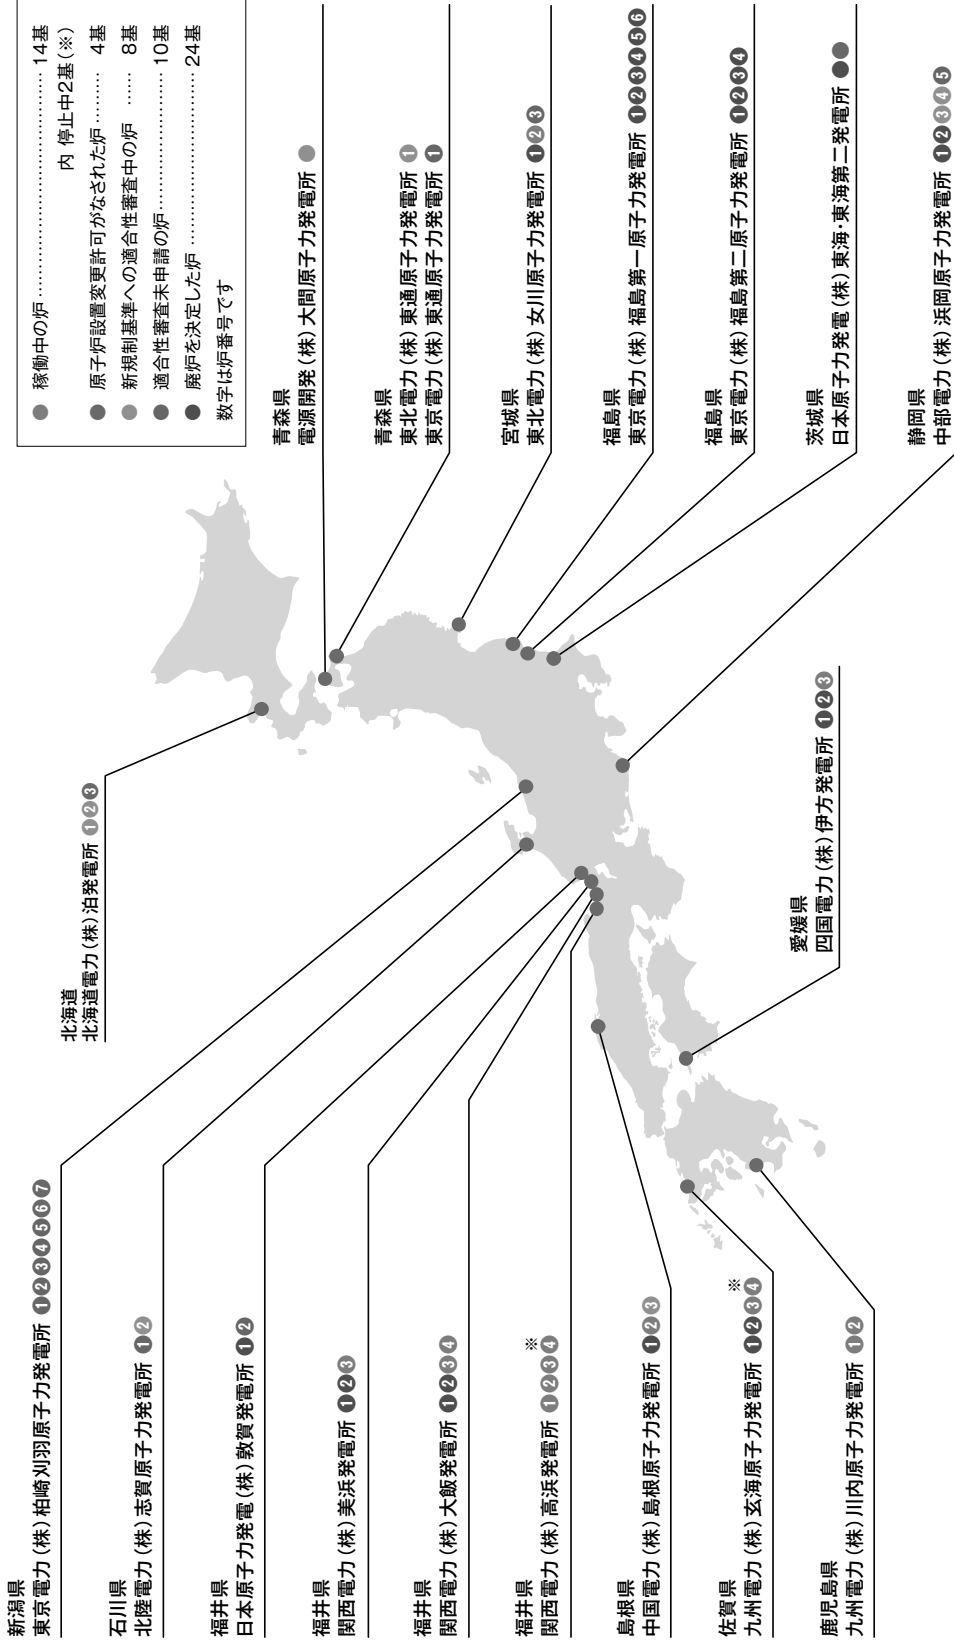 ● 稼働中の炉 …………………………… 14基
内 停止中2基(※)
● 原子炉設置変更許可がなされた炉 ……… 4基
● 新規制基準への適合性審査中の炉 …… 8基
● 適合性審査未申請の炉…………………… 10基
● 廃炉を決定した炉 ……………………… 24基
数字は炉番号です
北海道
北海道電力(株)泊発電所 ❶❷❸
青森県
電源開発(株)大間原子力発電所 ●
青森県
東北電力(株)東通原子力発電所 ❶
東京電力(株)東通原子力発電所 ❶
宮城県
東北電力(株)女川原子力発電所 ❶❷❸
福島県
東京電力(株)福島第一原子力発電所 ❶❷❸❹❺❻
福島県
東京電力(株)福島第二原子力発電所 ❶❷❸❹
茨城県
日本原子力発電(株)東海・東海第二発電所 ●●
静岡県
中部電力(株)浜岡原子力発電所 ❶❷❸❹❺
愛媛県
四国電力(株)伊方発電所 ❶❷❸
新潟県
東京電力(株)柏崎刈羽原子力発電所 ❶❷❸❹❺❻❼
石川県
北陸電力(株)志賀原子力発電所 ❶❷
福井県
日本原子力発電(株)敦賀発電所 ❶❷
福井県
関西電力(株)美浜発電所 ❶❷❸
福井県
関西電力(株)大飯発電所 ❶❷❸❹
福井県
※
関西電力(株)高浜発電所 ❶❷❸❹
島根県
中国電力(株)島根原子力発電所 ❶❷❸
佐賀県
※
九州電力(株)玄海原子力発電所 ❶❷❸❹
鹿児島県
九州電力(株)川内原子力発電所 ❶❷